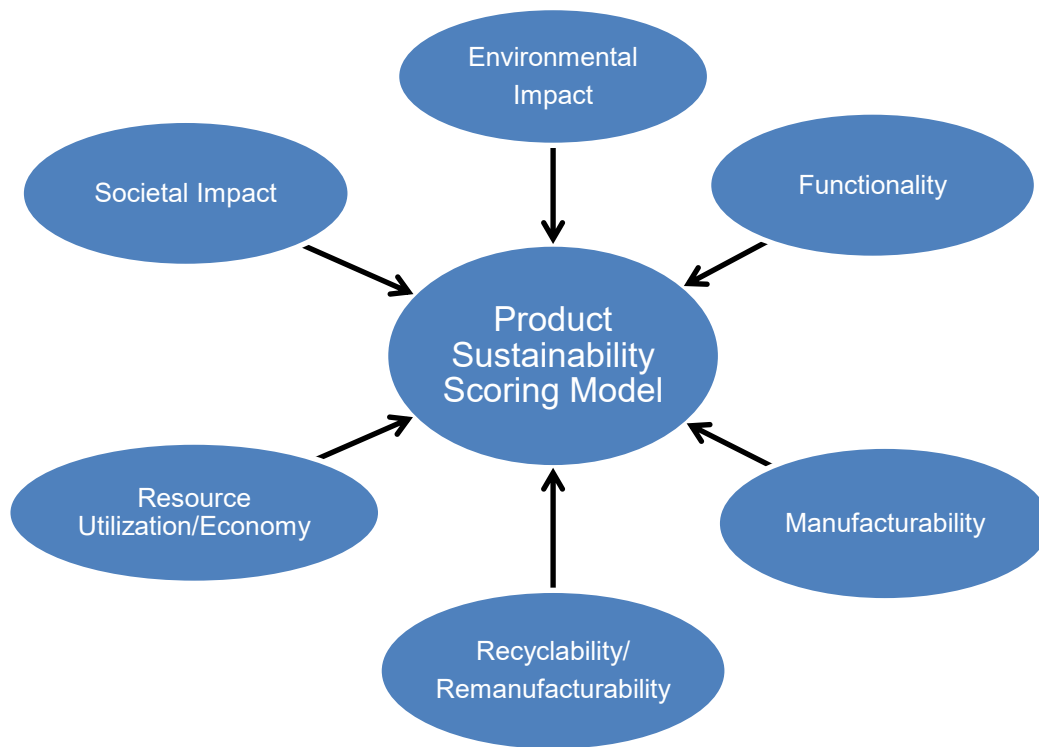 Environmental
Impact
Societal Impact
Functionality
Product
Sustainability
Scoring Model
Resource
Utilization/Economy
Manufacturability
Recyclability/
Remanufacturability